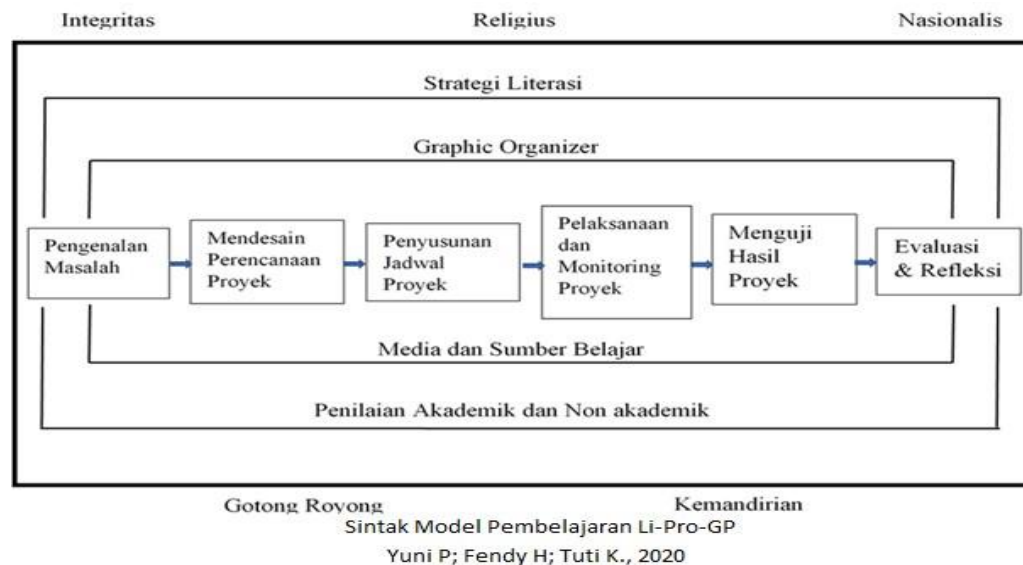 Integritas Religius Nasionalis
Strategi Literasi
Graphic Organizer
Pengenalan
Masalah
Mendesain
Perencanaan
Proyek
Penyusunan
Jadwal
Proyek
Pelaksanaan
dan
Monitoring
Proyek
Menguji
Hasil
Proyek
Evaluasi
& Refleksi
Media dan Sumber Belajar
Penilaian Akademik dan Non akademik
Gotong Royong Kemandirian
Sintak Model Pembelajaran Li-Pro-GP
Yuni P; Fendy H; Tuti K., 2020